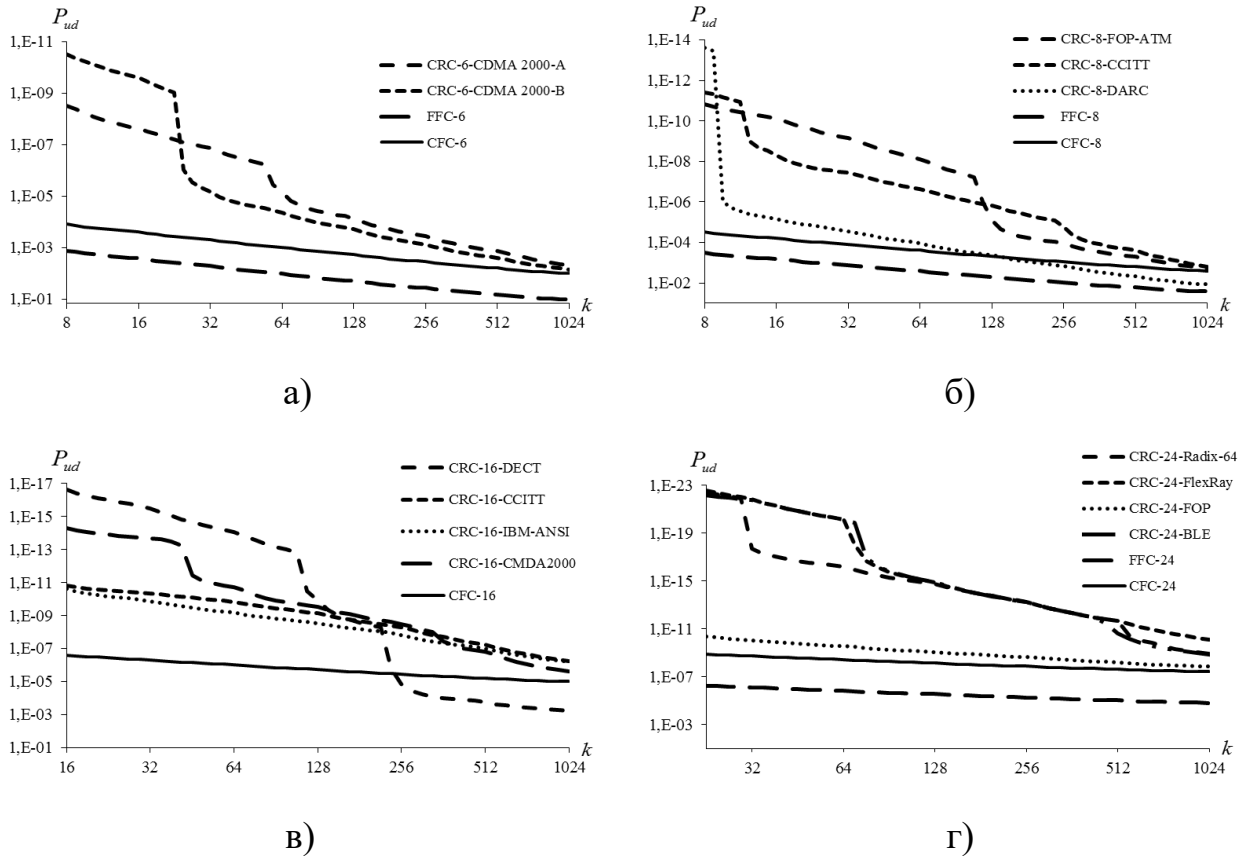 P_ud
1,E-11
1,E-09
1,E-07
1,E-05
1,E-03
1,E-01
CRC-6-CDMA 2000-A
CRC-6-CDMA 2000-B
FFC-6
CFC-6
8 16 32 64 128 256 512 1024
k
а)
P_ud
1,E-14
1,E-12
1,E-10
1,E-08
1,E-06
1,E-04
1,E-02
CRC-8-FOP-ATM
CRC-8-CCITT
CRC-8-DARC
FFC-8
CFC-8
8 16 32 64 128 256 512 1024
k
б)
P_ud
1,E-17
1,E-15
1,E-13
1,E-11
1,E-09
1,E-07
1,E-05
1,E-03
1,E-01
CRC-16-DECT
CRC-16-CCITT
CRC-16-IBM-ANSI
CRC-16-CMDA2000
CFC-16
16 32 64 128 256 512 1024
k
в)
P_ud
1,E-23
1,E-19
1,E-15
1,E-11
1,E-07
1,E-03
CRC-24-Radix-64
CRC-24-FlexRay
CRC-24-FOP
CRC-24-BLE
FFC-24
CFC-24
32 64 128 256 512 1024
k
г)